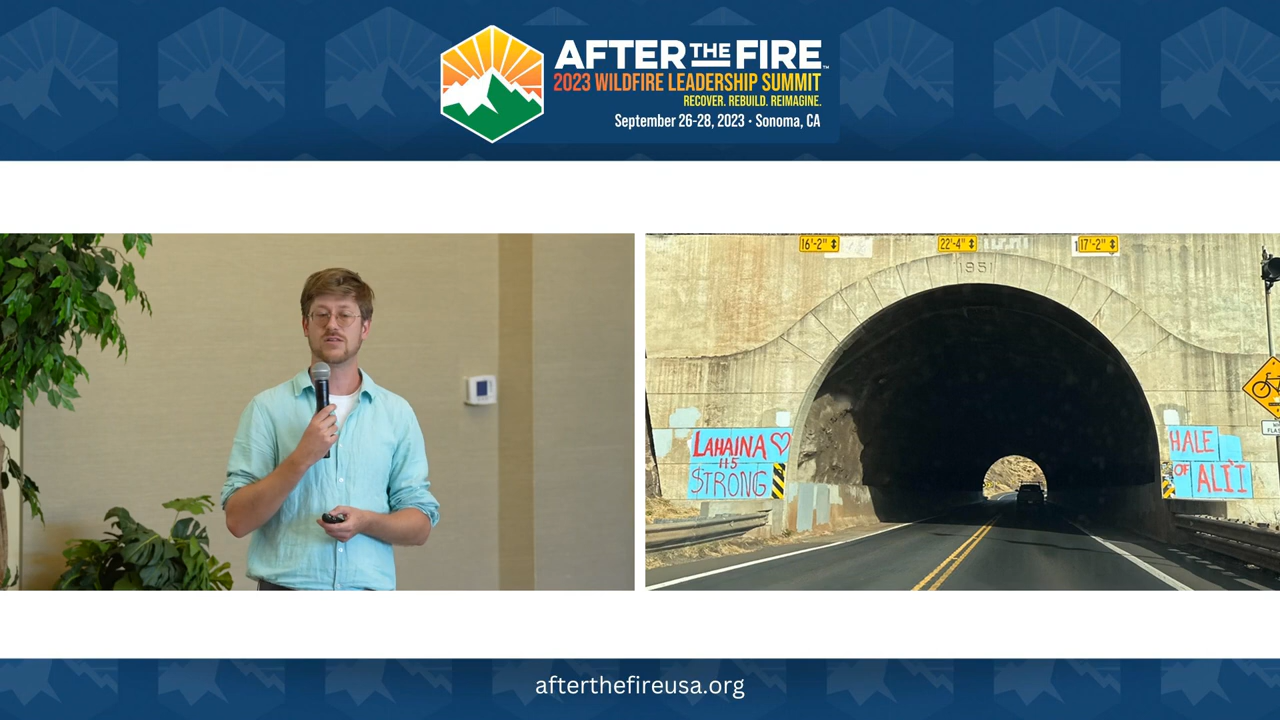 AFTER THE FIRE™
2023 WILDFIRE LEADERSHIP SUMMIT
RECOVER. REBUILD. REIMAGINE.
September 26-28, 2023 • Sonoma, CA
16'-2"
22'-4"
17'-2"
1951
LAHAINA
STRONG
HALE
OF ALI'I
afterthefireusa.org